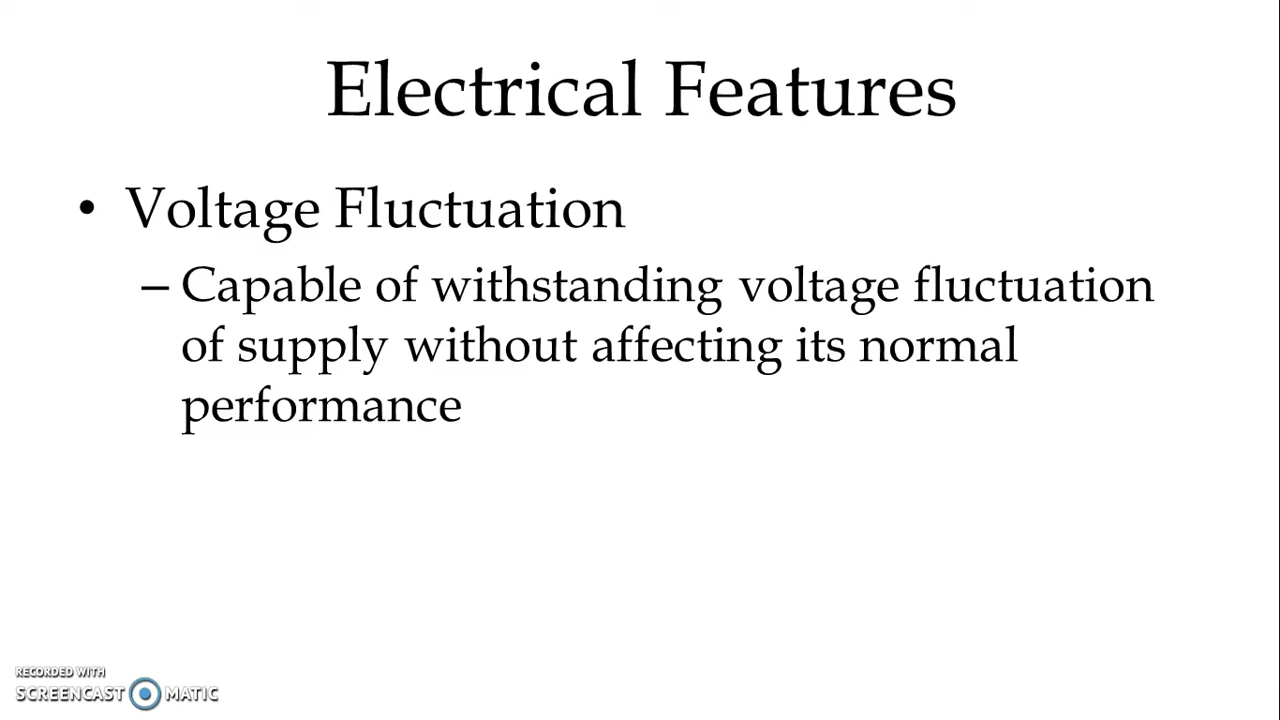 Electrical Features
• Voltage Fluctuation
– Capable of withstanding voltage fluctuation
of supply without affecting its normal
performance
RECORDED WITH
SCREENCAST MATIC